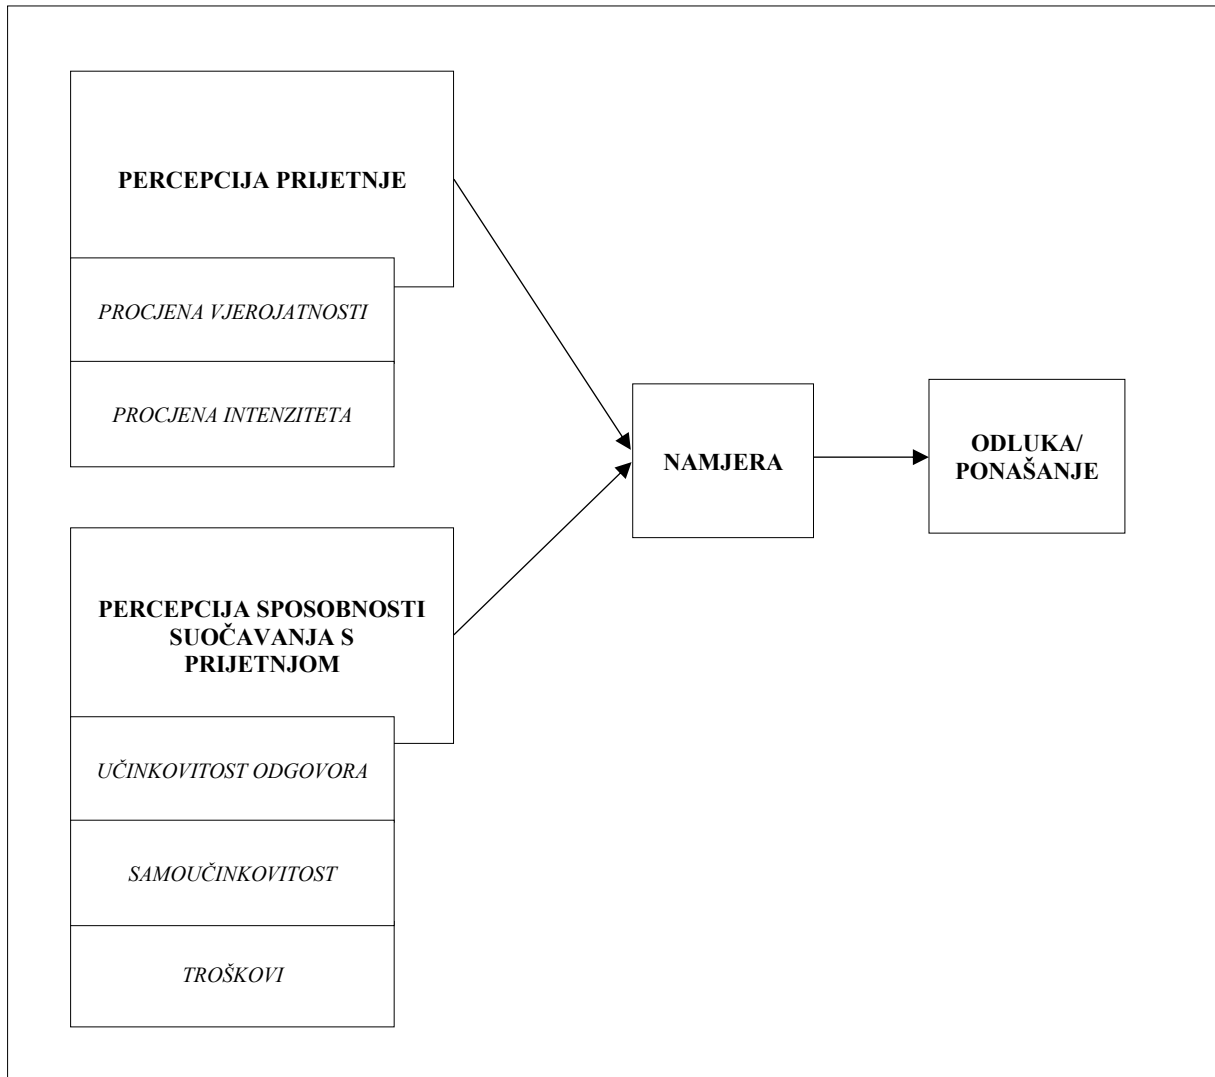 PERCEPCIJA PRIJETNJE
PROCJENA VJEROJATNOSTI
PROCJENA INTENZITETA
PERCEPCIJA SPOSOBNOSTI
SUOČAVANJA S
PRIJETNJOM
UČINKOVITOST ODGOVORA
SAMOUČINKOVITOST
TROŠKOVI
NAMJERA
ODLUKA/
PONAŠANJE